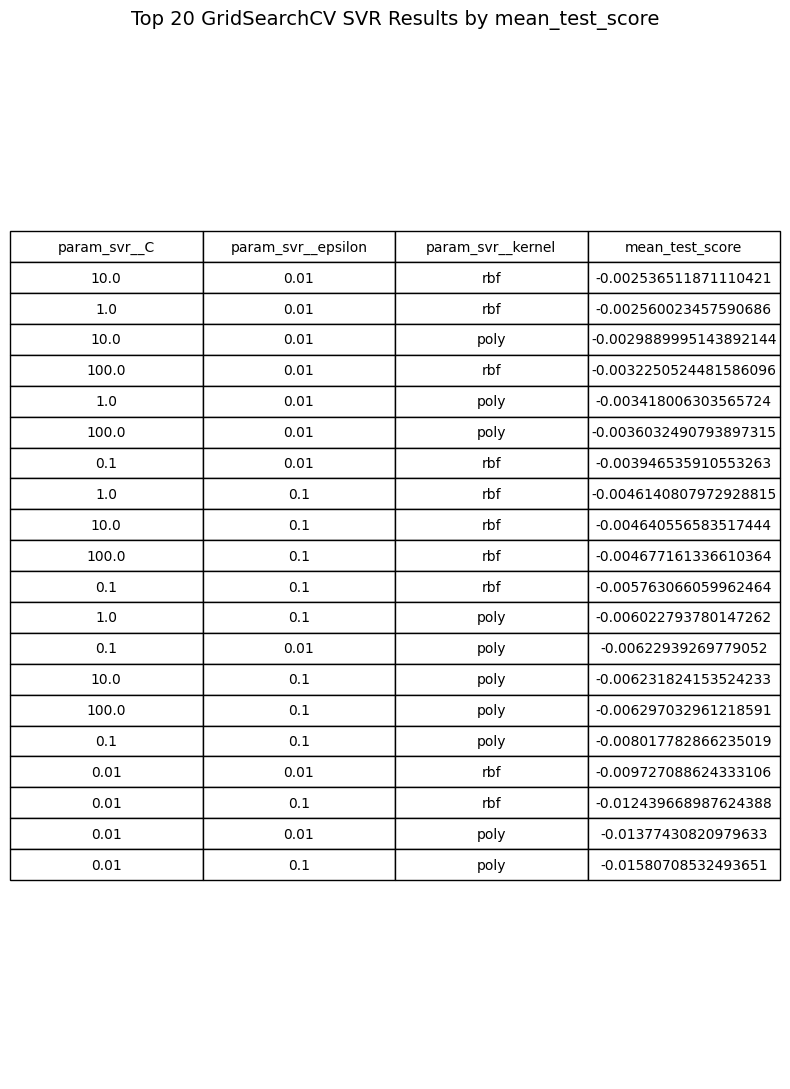 Top 20 GridSearchCV SVR Results by mean_test_score
param_svr__C param_svr__epsilon param_svr__kernel mean_test_score
10.0 0.01 rbf -0.002536511871110421
1.0 0.01 rbf -0.002560023457590686
10.0 0.01 poly -0.0029889995143892144
100.0 0.01 rbf -0.0032250524481586096
1.0 0.01 poly -0.003418006303565724
100.0 0.01 poly -0.0036032490793897315
0.1 0.01 rbf -0.003946535910553263
1.0 0.1 rbf -0.0046140807972928815
10.0 0.1 rbf -0.004640556583517444
100.0 0.1 rbf -0.004677161336610364
0.1 0.1 rbf -0.005763066059962464
1.0 0.1 poly -0.006022793780147262
0.1 0.01 poly -0.00622939269779052
10.0 0.1 poly -0.006231824153524233
100.0 0.1 poly -0.006297032961218591
0.1 0.1 poly -0.008017782866235019
0.01 0.01 rbf -0.009727088624333106
0.01 0.1 rbf -0.012439668987624388
0.01 0.01 poly -0.01377430820979633
0.01 0.1 poly -0.01580708532493651